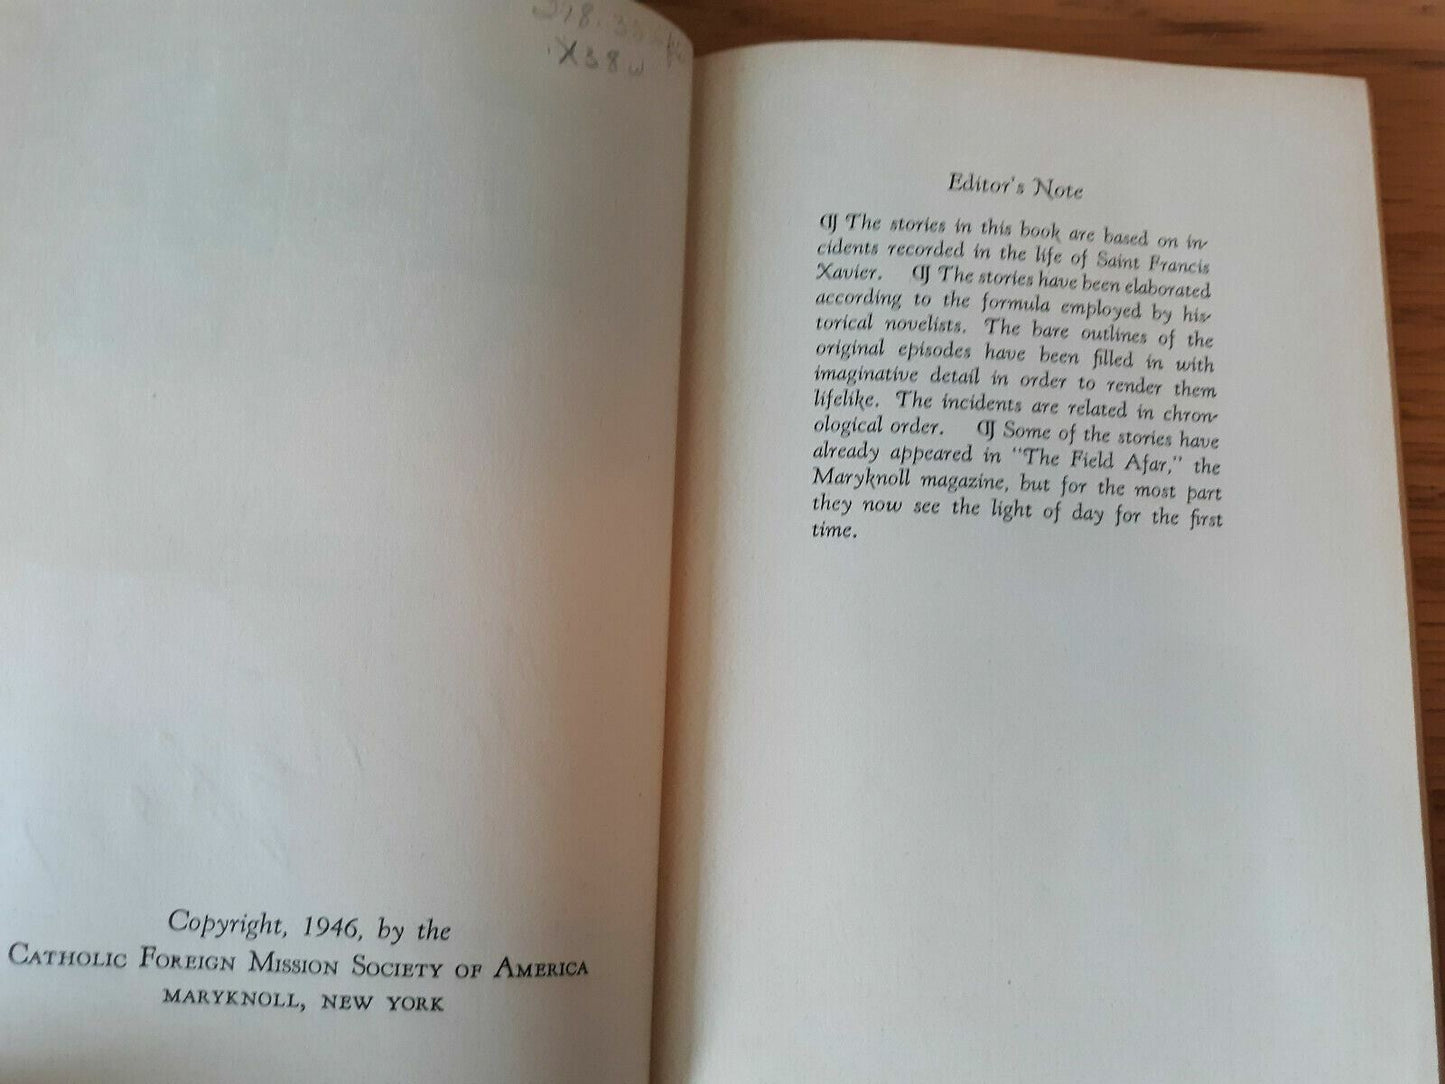 X38w
Copyright, 1946, by the
CATHOLIC FOREIGN MISSION SOCIETY OF AMERICA
MARYKNOLL, NEW YORK
Editor's Note
¶ The stories in this book are based on in-
cidents recorded in the life of Saint Francis
Xavier. ¶ The stories have been elaborated
according to the formula employed by his-
torical novelists. The bare outlines of the
original episodes have been filled in with
imaginative detail in order to render them
lifelike. The incidents are related in chron-
ological order. ¶ Some of the stories have
already appeared in "The Field Afar," the
Maryknoll magazine, but for the most part
they now see the light of day for the first
time.